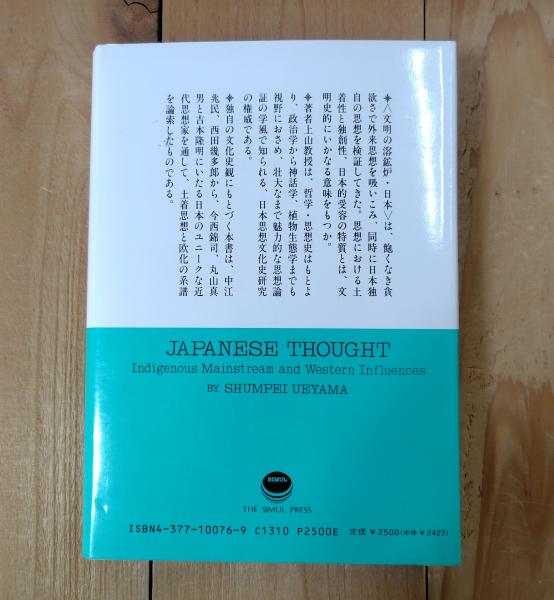 ◆〈文明の溶鉱炉・日本〉は、飽くなき貪
欲さで外来思想を吸いこみ、同時に日本独
自の思想を検証してきた。思想における土
着性と独創性、日本的受容の特質とは、文
明史的にいかなる意味をもつか。
◆著者上山教授は、哲学・思想史はもとよ
り、政治学から神話学、植物生態学までも
視野におさめ、壮大なまで魅力的な思想論
証の学風で知られる、日本思想文化史研究
の権威である。
◆独自の文化史観にもとづく本書は、中江
兆民、西田幾多郎から、今西錦司、丸山真
男と吉本隆明にいたる日本のユニークな近
代思想家を通して、土着思想と欧化の系譜
を論索したものである。
JAPANESE THOUGHT
Indigenous Mainstream and Western Influences
BY SHUMPEI UEYAMA
SIMUL
THE SIMUL PRESS
ISBN4-377-10076-9 C1310 P2500E 定価 ¥2500(本体 ¥2427)